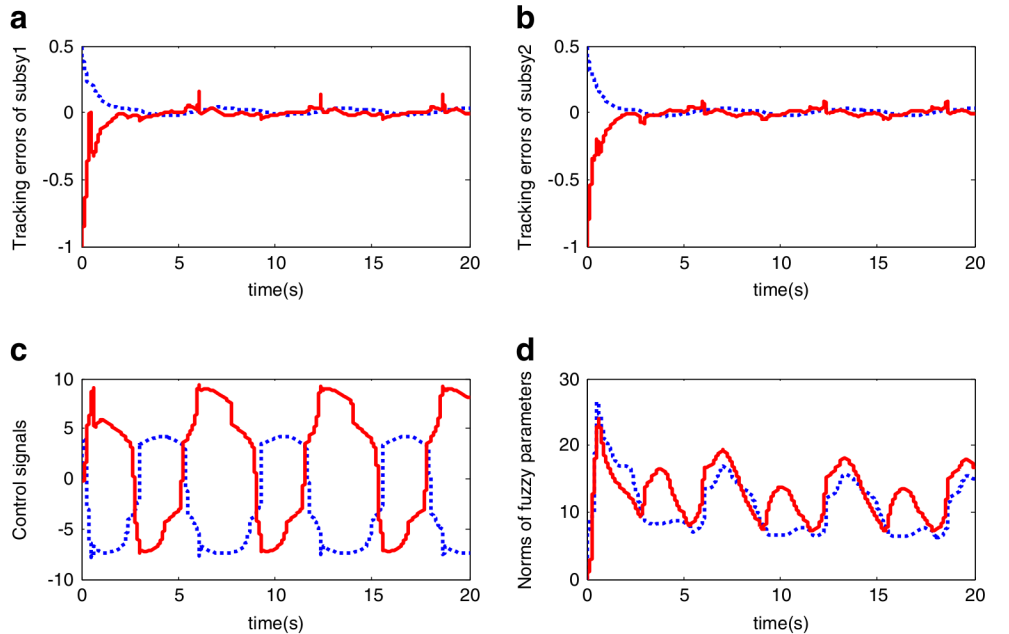 a
Tracking errors of subsy1
0.5
0
-0.5
-1
0 5 10 15 20
time(s)
b
Tracking errors of subsy2
0.5
0
-0.5
-1
0 5 10 15 20
time(s)
c
Control signals
10
5
0
-5
-10
0 5 10 15 20
time(s)
d
Norms of fuzzy parameters
30
20
10
0
0 5 10 15 20
time(s)